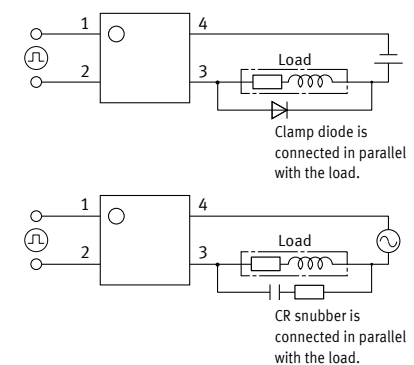 1
4
2
3
Load
Clamp diode is
connected in parallel
with the load.
1
4
2
3
Load
CR snubber is
connected in parallel
with the load.